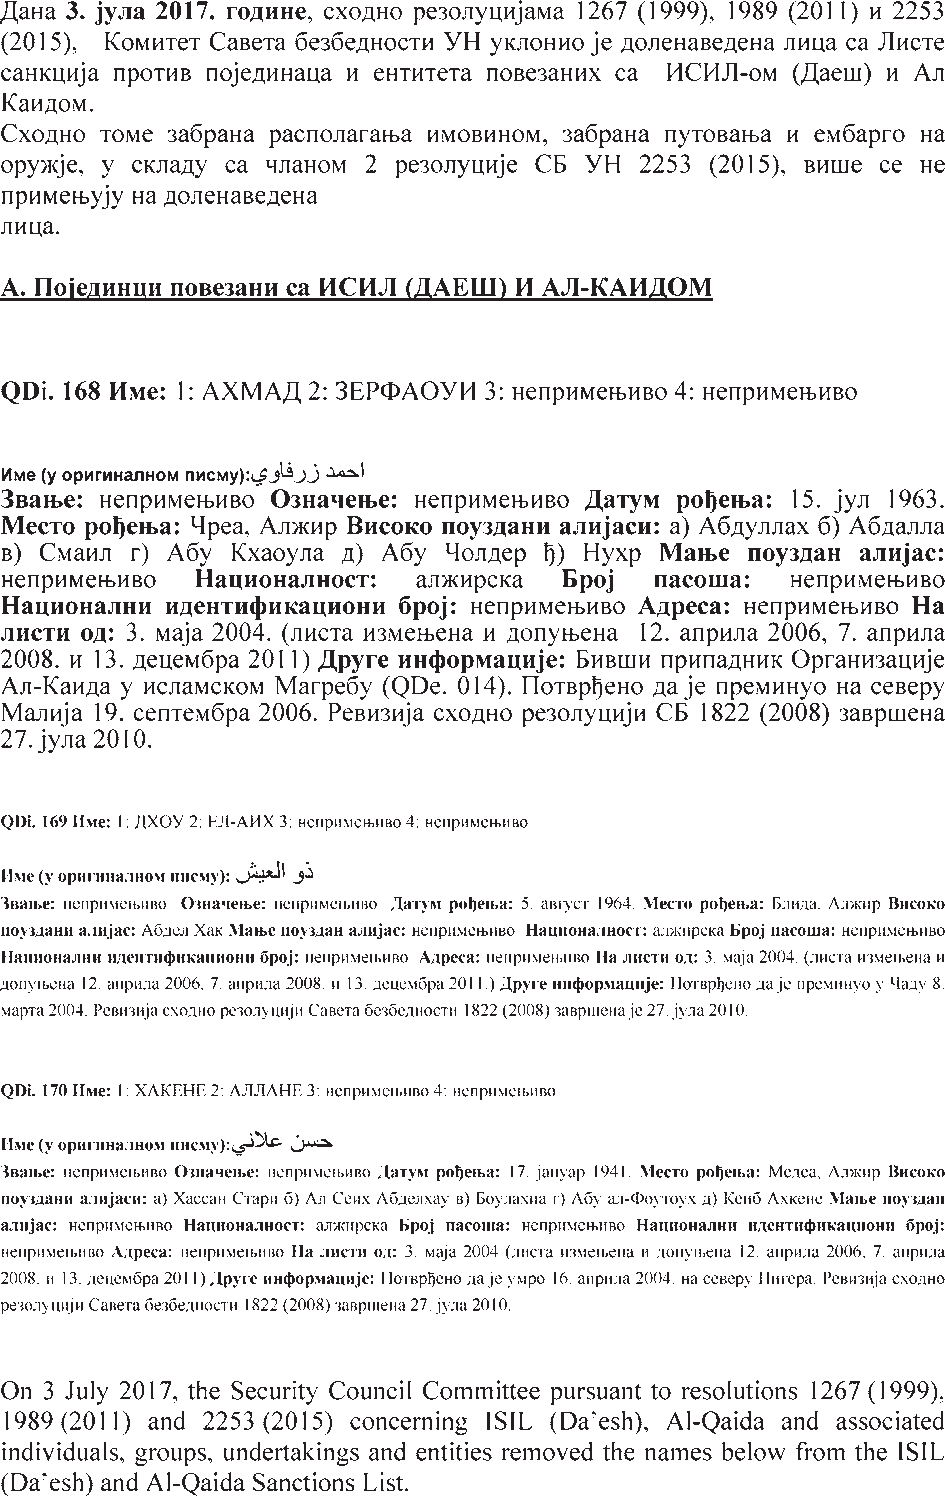 Дана 3. јула 2017. године, сходно резолуцијама 1267 (1999), 1989 (2011) и 2253
(2015), Комитет Савета безбедности УН уклонио је доленаведена лица са Листе
санкција против појединаца и ентитета повезаних са ИСИЛ-ом (Даеш) и Ал
Каидом.
Сходно томе забрана располагања имовином, забрана путовања и ембарго на
оружје, у складу са чланом 2 резолуције СБ УН 2253 (2015), више се не
примењују на доленаведена
лица.
А. Појединци повезани са ИСИЛ (ДАЕШ) И АЛ-КАИДОМ
QDi. 168 Име: 1: АХМАД 2: ЗЕРФАОУИ 3: непримењиво 4: непримењиво
Име (у оригиналном писму):احمد زرفاوي
Звање: непримењиво Означење: непримењиво Датум рођења: 15. јул 1963.
Место рођења: Чреа, Алжир Високо поуздани алијаси: а) Абдуллах б) Абдалла
в) Смаил г) Абу Кхаоула д) Абу Чолдер ђ) Нухр Мање поуздан алијас:
непримењиво Националност: алжирска Број пасоша: непримењиво
Национални идентификациони број: непримењиво Адреса: непримењиво На
листи од: 3. маја 2004. (листа измењена и допуњена 12. априла 2006, 7. априла
2008. и 13. децембра 2011) Друге информације: Бивши припадник Организације
Ал-Каида у исламском Магребу (QDe. 014). Потврђено да је преминуо на северу
Малија 19. септембра 2006. Ревизија сходно резолуцији СБ 1822 (2008) завршена
27. јула 2010.
QDi. 169 Име: 1: ДХОУ 2: ЕЛ-АИХ 3: непримењиво 4: непримењиво
Име (у оригиналном писму): ذو العيش
Звање: непримењиво Означење: непримењиво Датум рођења: 5. август 1964. Место рођења: Блида, Алжир Високо
поуздани алијас: Абдел Хак Мање поуздан алијас: непримењиво Националност: алжирска Број пасоша: непримењиво
Национални идентификациони број: непримењиво Адреса: непримењиво На листи од: 3. маја 2004. (листа измењена и
допуњена 12. априла 2006, 7. априла 2008. и 13. децембра 2011.) Друге информације: Потврђено да је преминуо у Чаду 8.
марта 2004. Ревизија сходно резолуцији Савета безбедности 1822 (2008) завршена је 27. јула 2010.
QDi. 170 Име: 1: ХАКЕНЕ 2: АЛЛАНЕ 3: непримењиво 4: непримењиво
Име (у оригиналном писму):حسن علاني
Звање: непримењиво Означење: непримењиво Датум рођења: 17. јануар 1941. Место рођења: Медеа, Алжир Високо
поуздани алијаси: а) Хассан Стари б) Ал Сеих Абделхау в) Боулахиа г) Абу ал-Фоутоух д) Кеиб Ахкене Мање поуздан
алијас: непримењиво Националност: алжирска Број пасоша: непримењиво Национални идентификациони број:
непримењиво Адреса: непримењиво На листи од: 3. маја 2004 (листа измењена и допуњена 12. априла 2006, 7. априла
2008. и 13. децембра 2011) Друге информације: Потврђено да је умро 16. априла 2004. на северу Нигера. Ревизија сходно
резолуцији Савета безбедности 1822 (2008) завршена 27. јула 2010.
On 3 July 2017, the Security Council Committee pursuant to resolutions 1267 (1999),
1989 (2011) and 2253 (2015) concerning ISIL (Da‘esh), Al-Qaida and associated
individuals, groups, undertakings and entities removed the names below from the ISIL
(Da‘esh) and Al-Qaida Sanctions List.